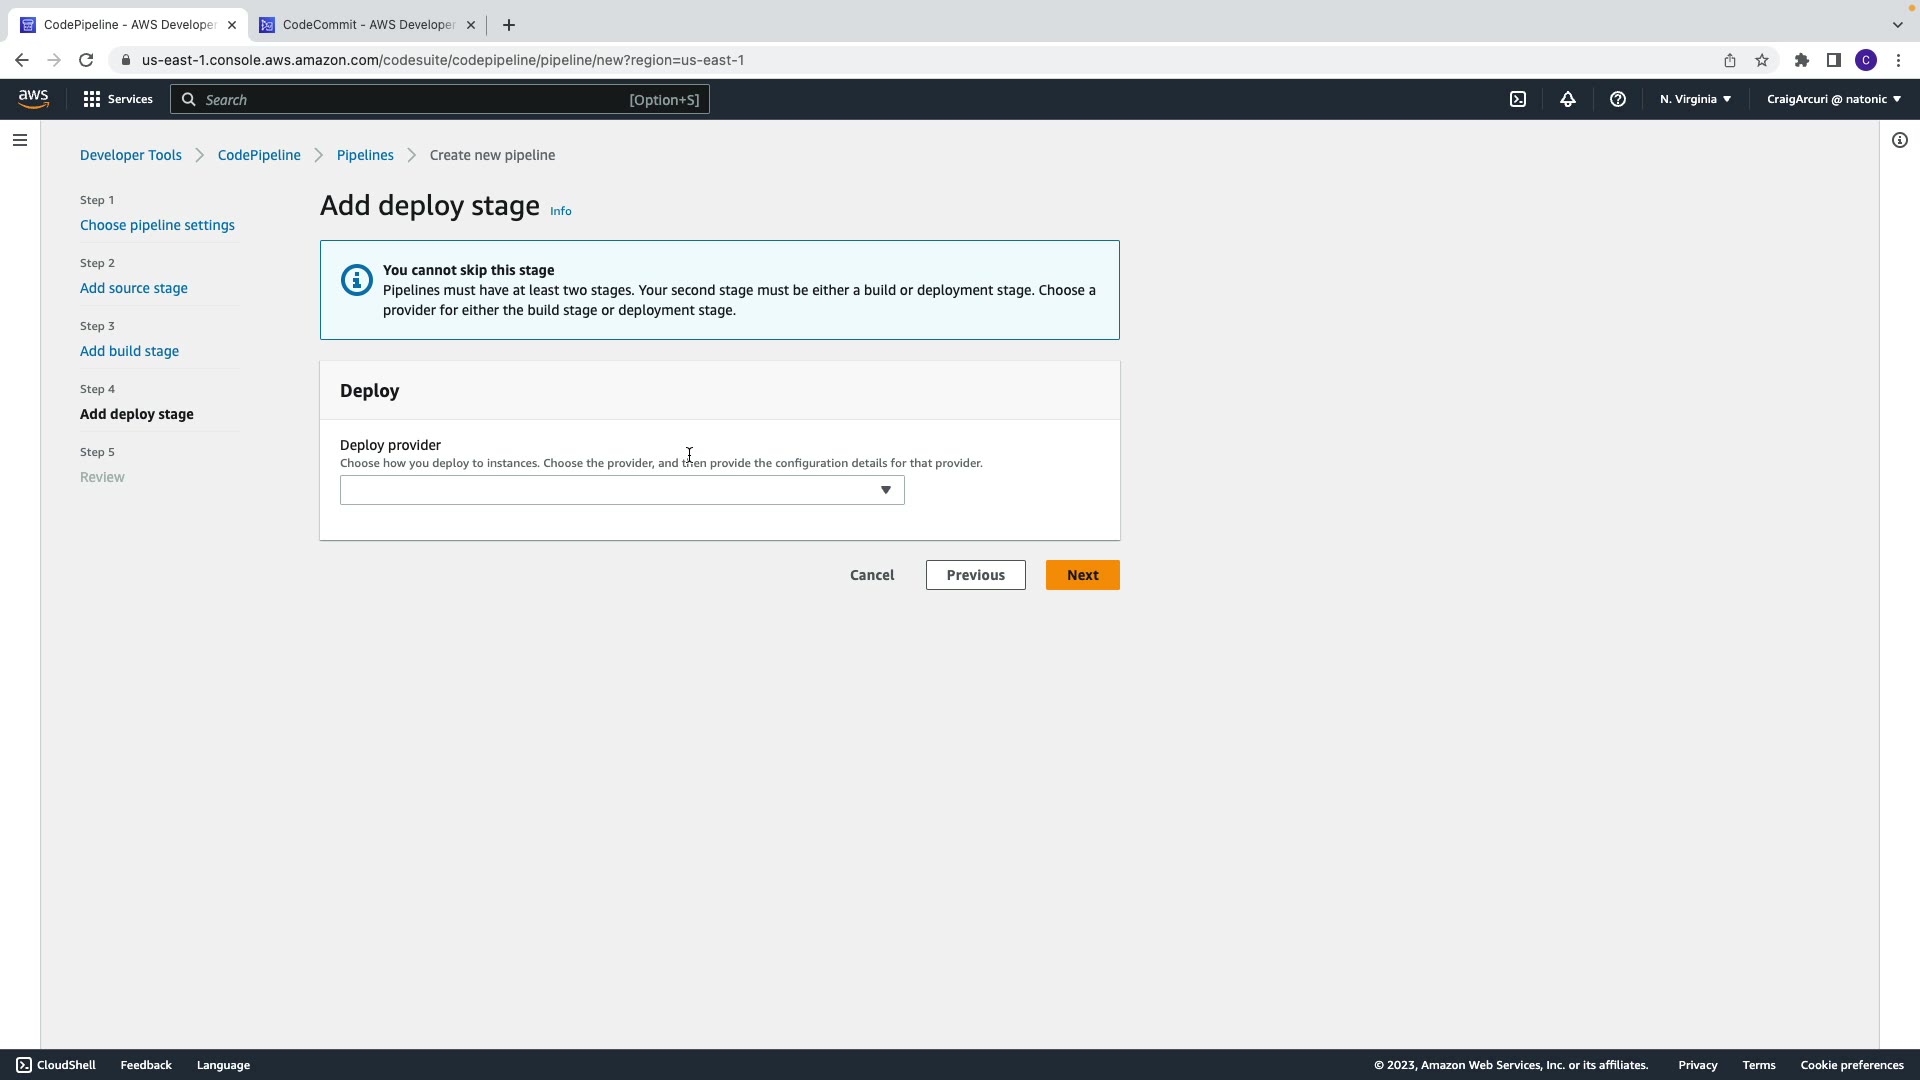 CodePipeline - AWS Developer
CodeCommit - AWS Developer
us-east-1.console.aws.amazon.com/codesuite/codepipeline/pipeline/new?region=us-east-1
C
aws
Services
Search
[Option+S]
N. Virginia
CraigArcuri @ natonic
Developer Tools
CodePipeline
Pipelines
Create new pipeline
Step 1
Choose pipeline settings
Step 2
Add source stage
Step 3
Add build stage
Step 4
Add deploy stage
Step 5
Review
Add deploy stage Info
You cannot skip this stage
Pipelines must have at least two stages. Your second stage must be either a build or deployment stage. Choose a
provider for either the build stage or deployment stage.
Deploy
Deploy provider
Choose how you deploy to instances. Choose the provider, and then provide the configuration details for that provider.
Cancel
Previous
Next
CloudShell
Feedback
Language
© 2023, Amazon Web Services, Inc. or its affiliates.
Privacy
Terms
Cookie preferences